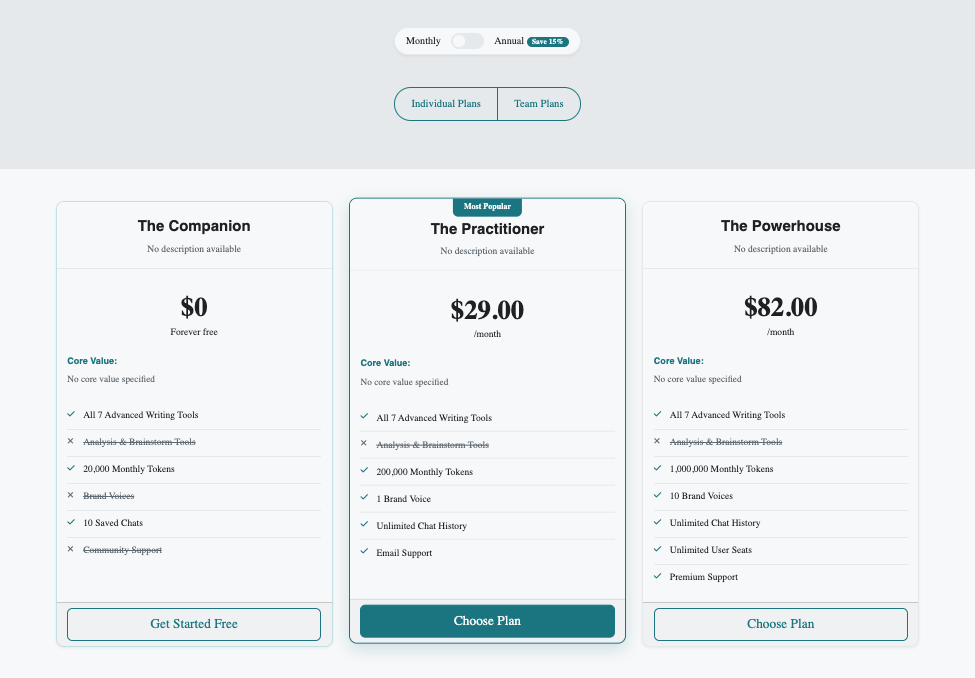 Monthly Annual Save 15%
Individual Plans Team Plans
The Companion
No description available
$0
Forever free
Core Value:
No core value specified
All 7 Advanced Writing Tools
Analysis & Brainstorm Tools
20,000 Monthly Tokens
Brand Voices
10 Saved Chats
Community Support
Get Started Free
Most Popular
The Practitioner
No description available
$29.00
/month
Core Value:
No core value specified
All 7 Advanced Writing Tools
Analysis & Brainstorm Tools
200,000 Monthly Tokens
1 Brand Voice
Unlimited Chat History
Email Support
Choose Plan
The Powerhouse
No description available
$82.00
/month
Core Value:
No core value specified
All 7 Advanced Writing Tools
Analysis & Brainstorm Tools
1,000,000 Monthly Tokens
10 Brand Voices
Unlimited Chat History
Unlimited User Seats
Premium Support
Choose Plan